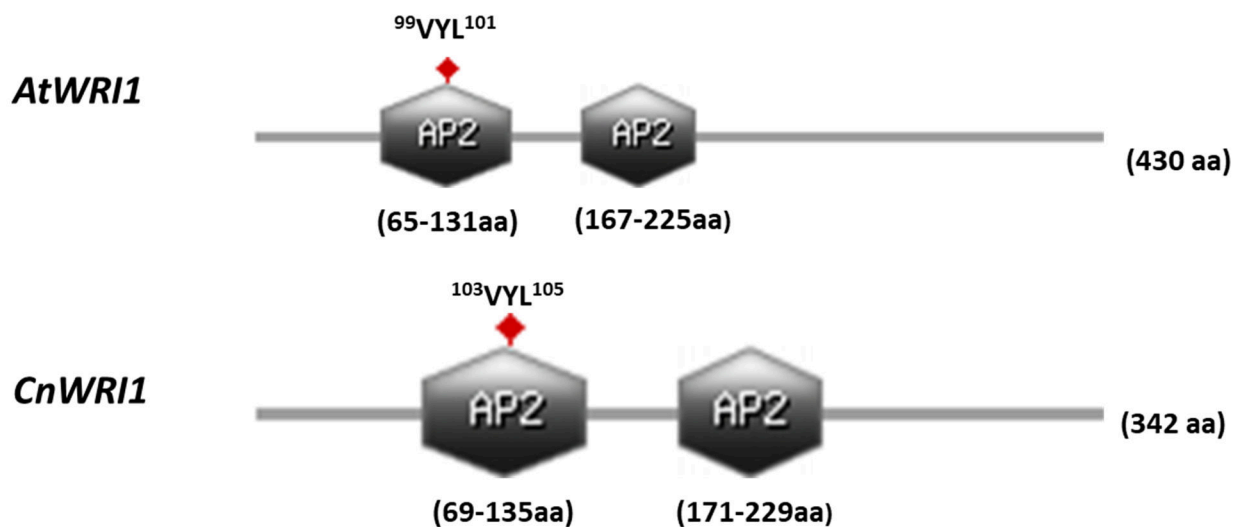 ⁹⁹VYL¹⁰¹
AtWRI1
AP2 AP2
(430 aa)
(65-131aa) (167-225aa)
¹⁰³VYL¹⁰⁵
CnWRI1
AP2 AP2
(342 aa)
(69-135aa) (171-229aa)